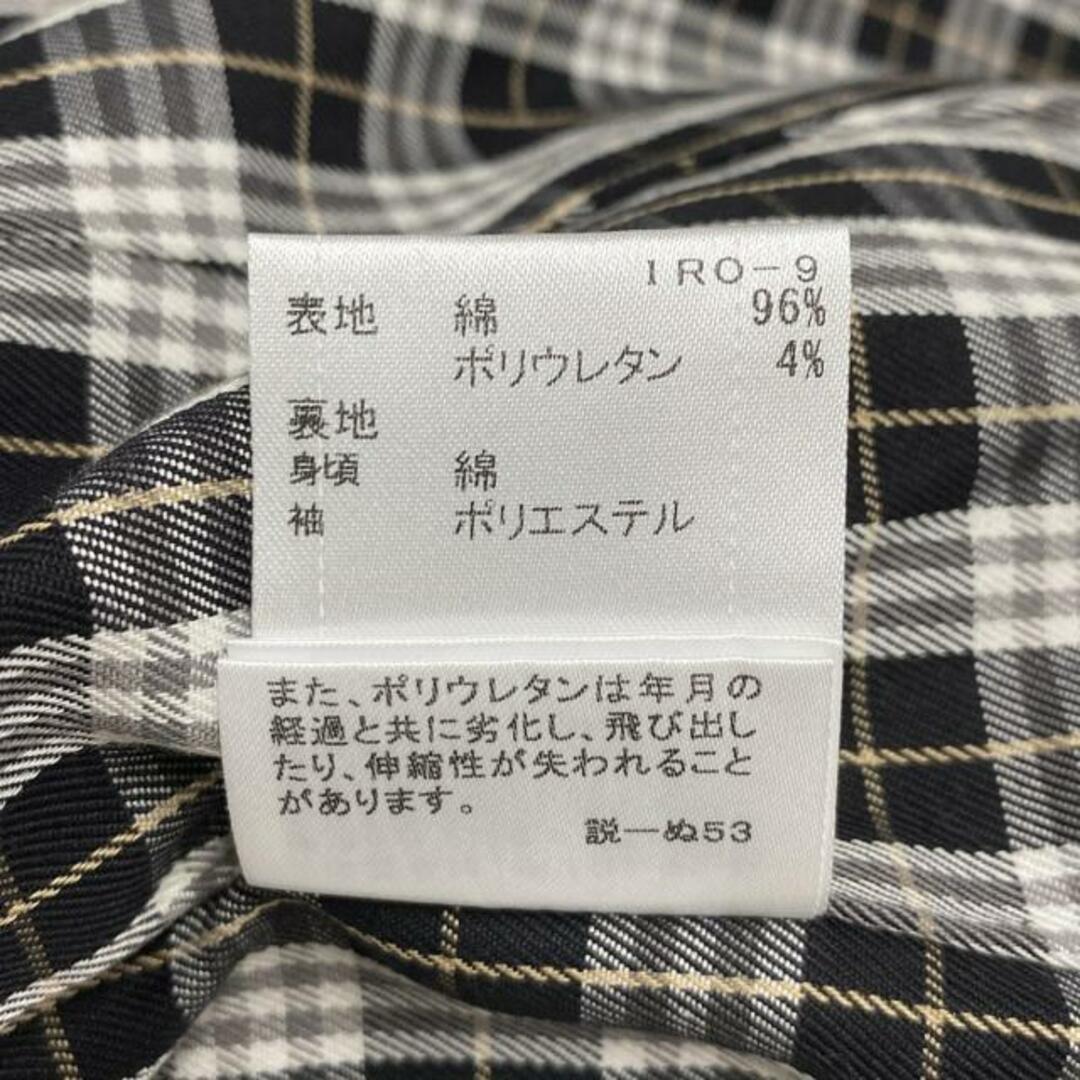 IRO-9
表地 綿 96%
ポリウレタン 4%
裏地
身頃 綿
袖 ポリエステル
また、ポリウレタンは年月の
経過と共に劣化し、飛び出し
たり、伸縮性が失われること
があります。
説―ぬ53